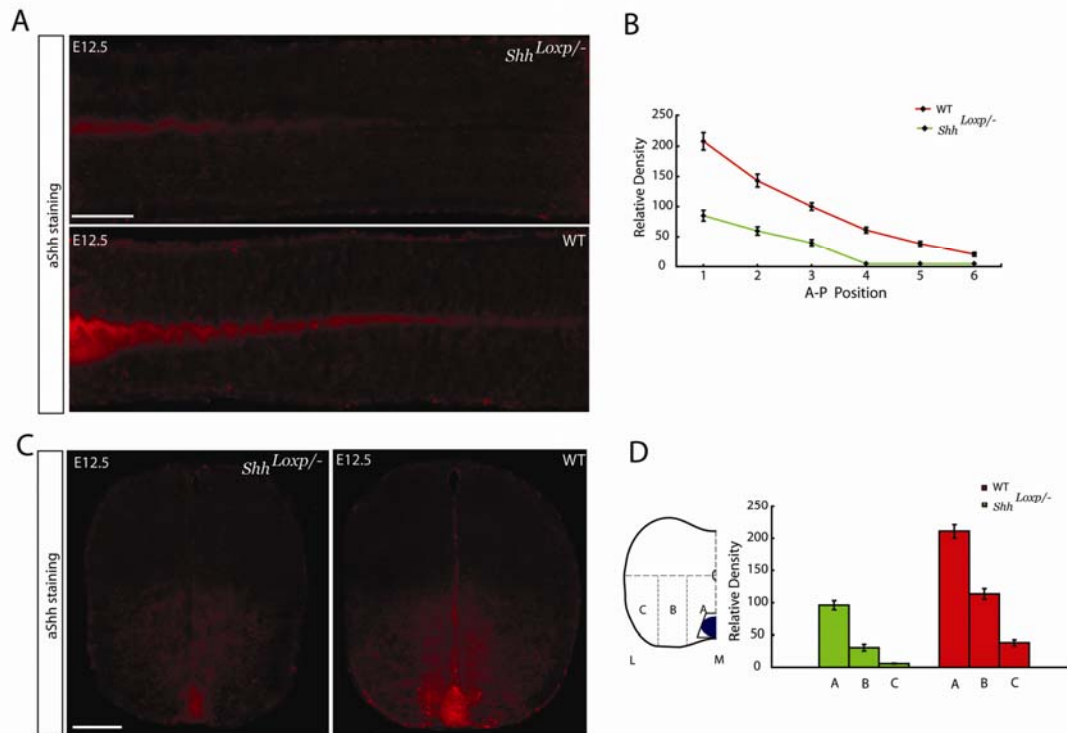 A
aShh staining
E12.5
Shh Loxp/-
E12.5
WT
B
WT
Shh Loxp/-
Relative Density
250
200
150
100
50
0
1 2 3 4 5 6
A-P Position
C
aShh staining
E12.5
Shh Loxp/-
E12.5
WT
D
C B A
L M
WT
Shh Loxp/-
Relative Density
250
200
150
100
50
0
A B C A B C